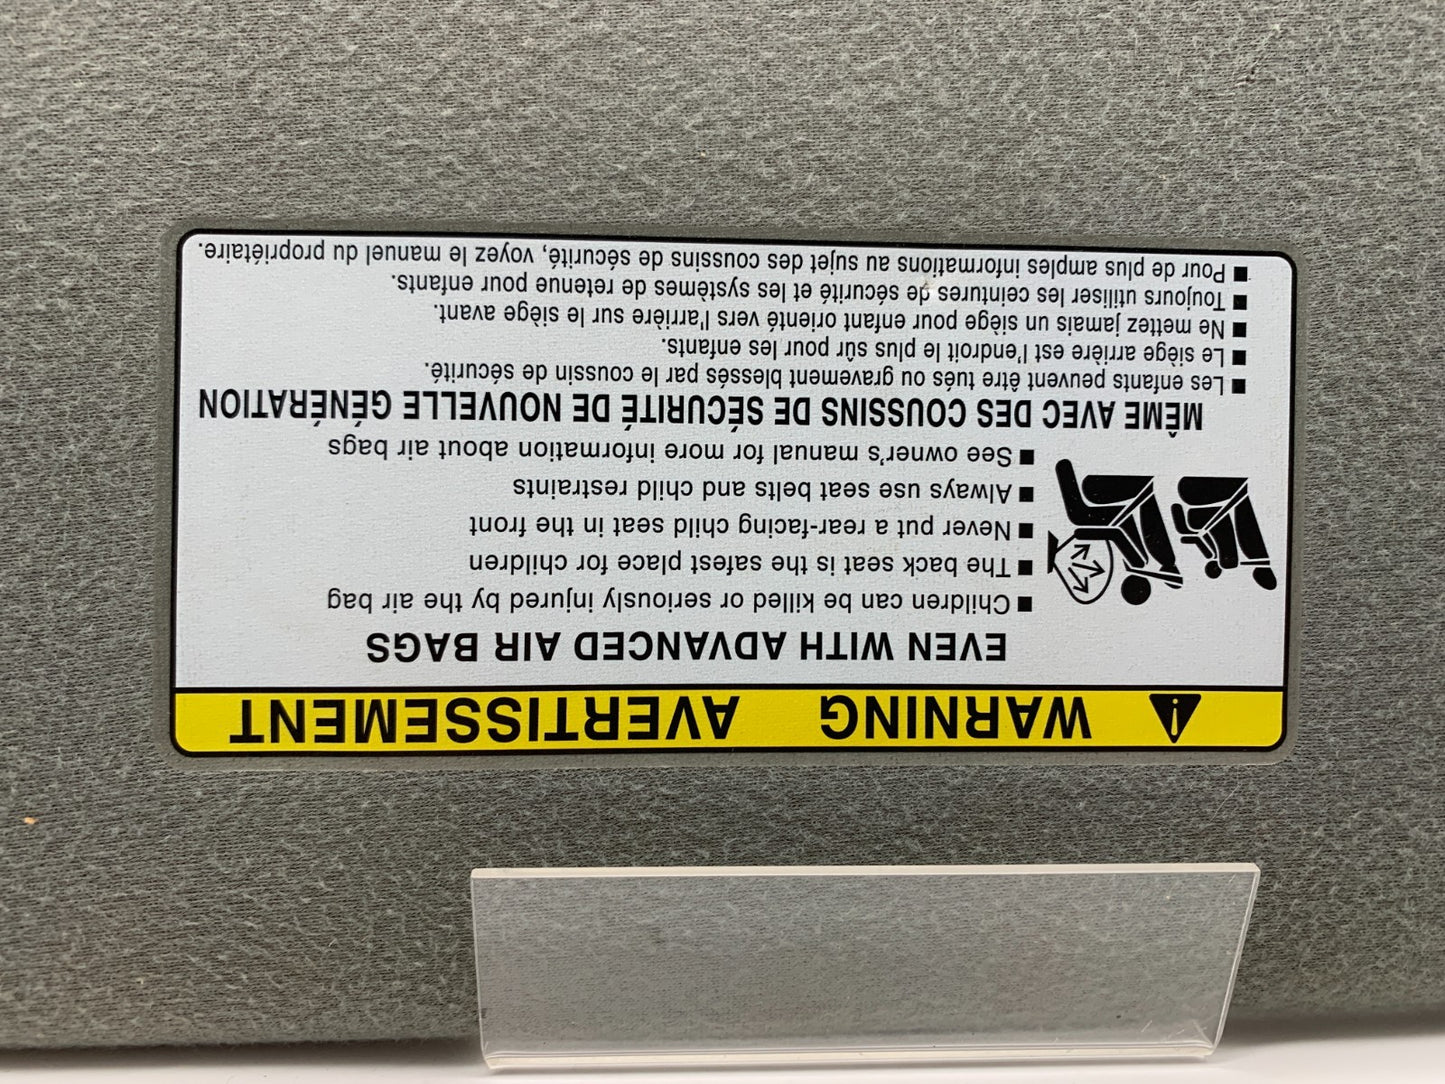 WARNING AVERTISSEMENT
EVEN WITH ADVANCED AIR BAGS
■ Children can be killed or seriously injured by the air bag
■ The back seat is the safest place for children
■ Never put a rear-facing child seat in the front
■ Always use seat belts and child restraints
■ See owner's manual for more information about air bags
MÊME AVEC DES COUSSINS DE SÉCURITÉ DE NOUVELLE GÉNÉRATION
■ Les enfants peuvent être tués ou gravement blessés par le coussin de sécurité.
■ Le siège arrière est l'endroit le plus sûr pour les enfants.
■ Ne mettez jamais un siège pour enfant orienté vers l'arrière sur le siège avant.
■ Toujours utiliser les ceintures de sécurité et les systèmes de retenue pour enfants.
■ Pour de plus amples informations au sujet des coussins de sécurité, voyez le manuel du propriétaire.